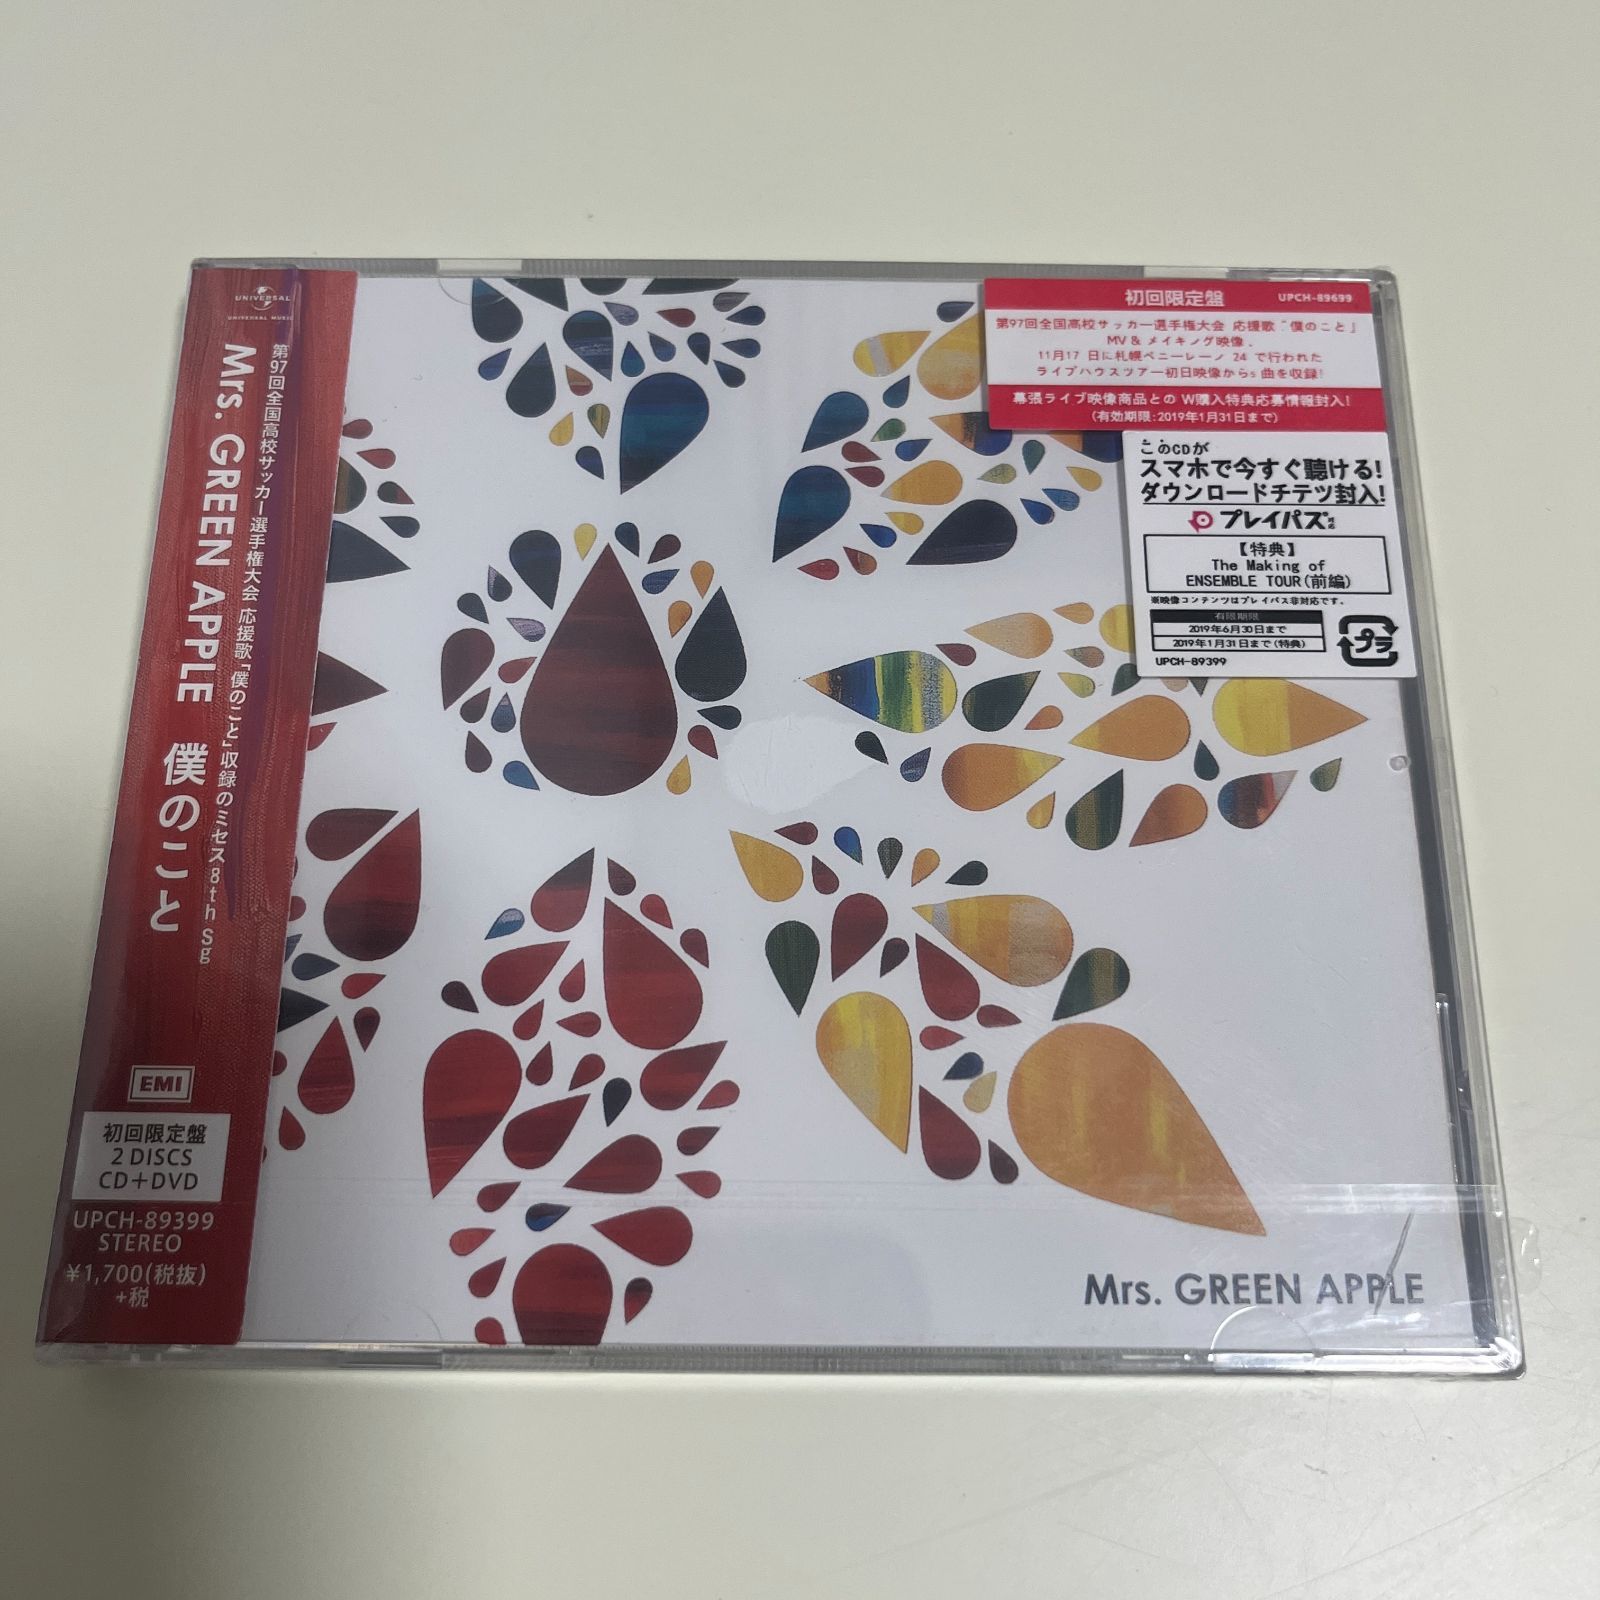 UNIVERSAL
UNIVERSAL MUSIC
第97回全国高校サッカー選手権大会 応援歌「僕のこと」収録のミセス8th Sg
Mrs. GREEN APPLE 僕のこと
EMI
初回限定盤
2 DISCS
CD+DVD
UPCH-89399
STEREO
¥1,700(税抜)
+税
初回限定盤 UPCH-89699
第97回全国高校サッカー選手権大会 応援歌「僕のこと」
MV & メイキング映像、
11月17 日に札幌ペニーレーノ 24 で行われた
ライブハウスツアー初日映像からs 曲を収録!
幕張ライブ映像商品との W購入特典応募情報封入!
(有効期限:2019年1月31日まで)
このCDが
スマホで今すぐ聴ける!
ダウンロードチテツ封入!
プレイパス対応
【特典】
The Making of
ENSEMBLE TOUR(前編)
※映像コンテンツはプレイパス非対応です。
有限期限
2019年6月30日まで
2019年1月31日まで(特典)
UPCH-89399
プラ
Mrs. GREEN APPLE